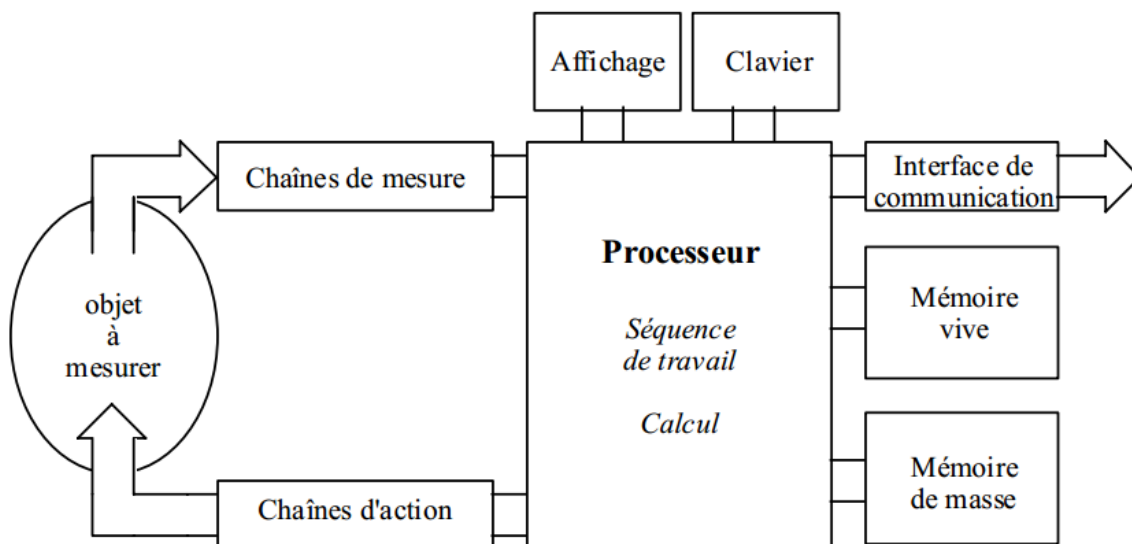 Affichage
Clavier
Chaînes de mesure
Interface de
communication
Processeur
objet
à
mesurer
Séquence
de travail
Calcul
Mémoire
vive
Chaînes d'action
Mémoire
de masse